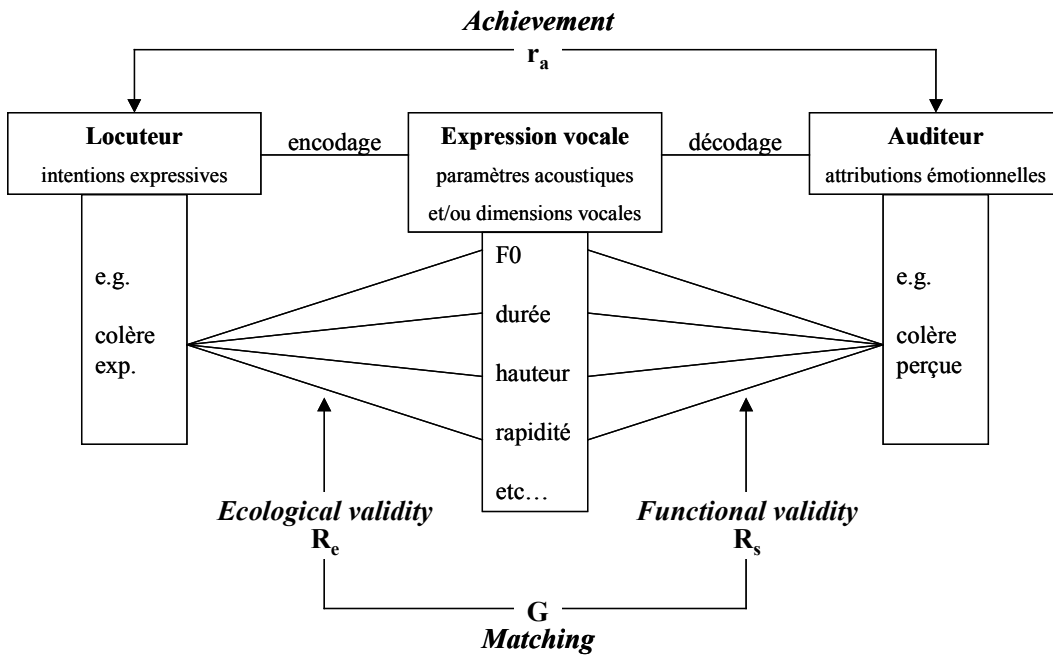 Achievement
rₐ
Locuteur
intentions expressives
encodage
Expression vocale
paramètres acoustiques
et/ou dimensions vocales
décodage
Auditeur
attributions émotionnelles
e.g.
colère
exp.
F0
durée
hauteur
rapidité
etc…
e.g.
colère
perçue
Ecological validity
Rₑ
Functional validity
Rₛ
G
Matching